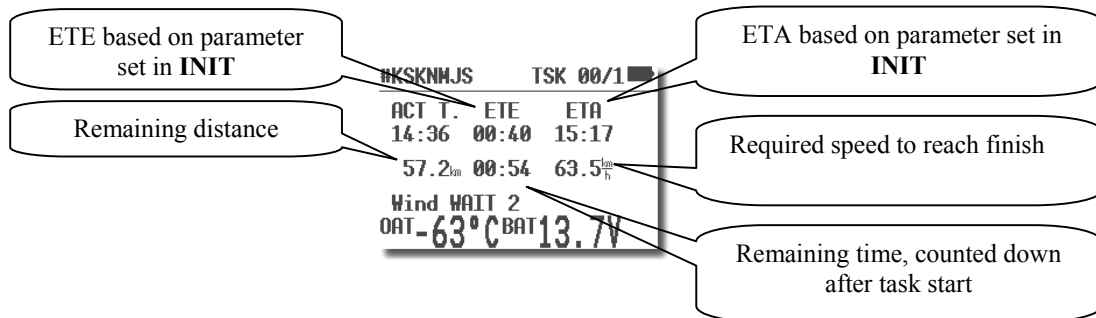 ETE based on parameter
set in INIT
ETA based on parameter set in
INIT
#KSKNWJS TSK 00/1
ACT T. ETE ETA
14:36 00:40 15:17
Remaining distance
Required speed to reach finish
57.2km 00:54 63.5km/h
Wind WAIT 2
OAT-63°C BAT13.7V
Remaining time, counted down
after task start